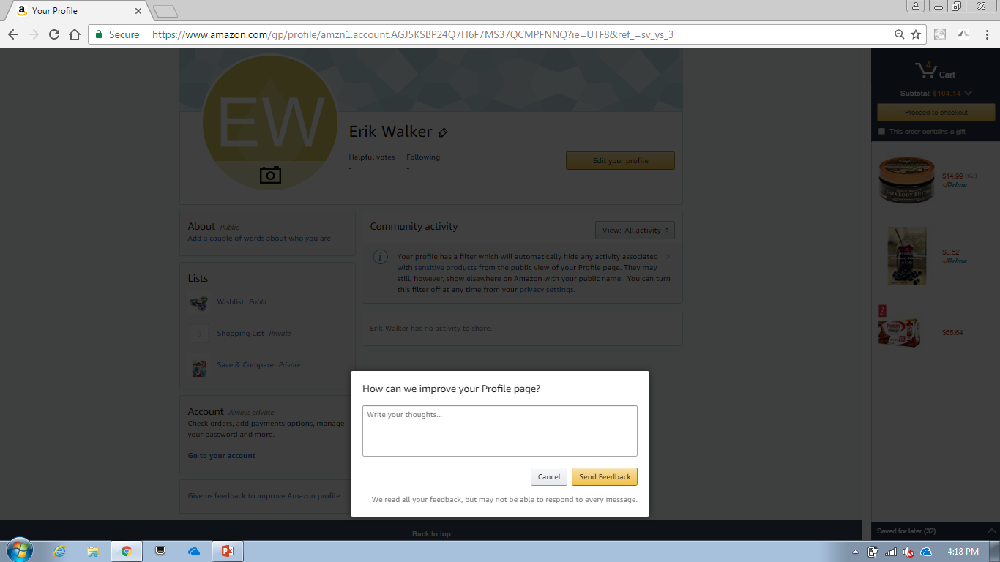 Your Profile
Secure
https://www.amazon.com/gp/profile/amzn1.account.AGJ5KSBP24Q7H6F7MS37QCMPFNNQ?ie=UTF8&ref_=sv_ys_3
EW
Erik Walker
Helpful votes Following
- -
Edit your profile
4
Cart
Subtotal: $104.14
Proceed to checkout
This order contains a gift
$14.99 (x2)
Prime
SHEA BODY BUTTER
$8.52
Prime
$65.64
Saved for later (32)
About Public
Add a couple of words about who you are
Lists
Wishlist Public
Shopping List Private
Save & Compare Private
Account Always private
Check orders, add payments options, manage
your password and more.
Go to your account
Give us feedback to improve Amazon profile
Community activity
View: All activity
Your profile has a filter which will automatically hide any activity associated
with sensitive products from the public view of your Profile page. They may
still, however, show elsewhere on Amazon with your public name. You can turn
this filter off at any time from your privacy settings.
Erik Walker has no activity to share.
How can we improve your Profile page?
Write your thoughts...
Cancel
Send Feedback
We read all your feedback, but may not be able to respond to every message.
Back to top
4:18 PM